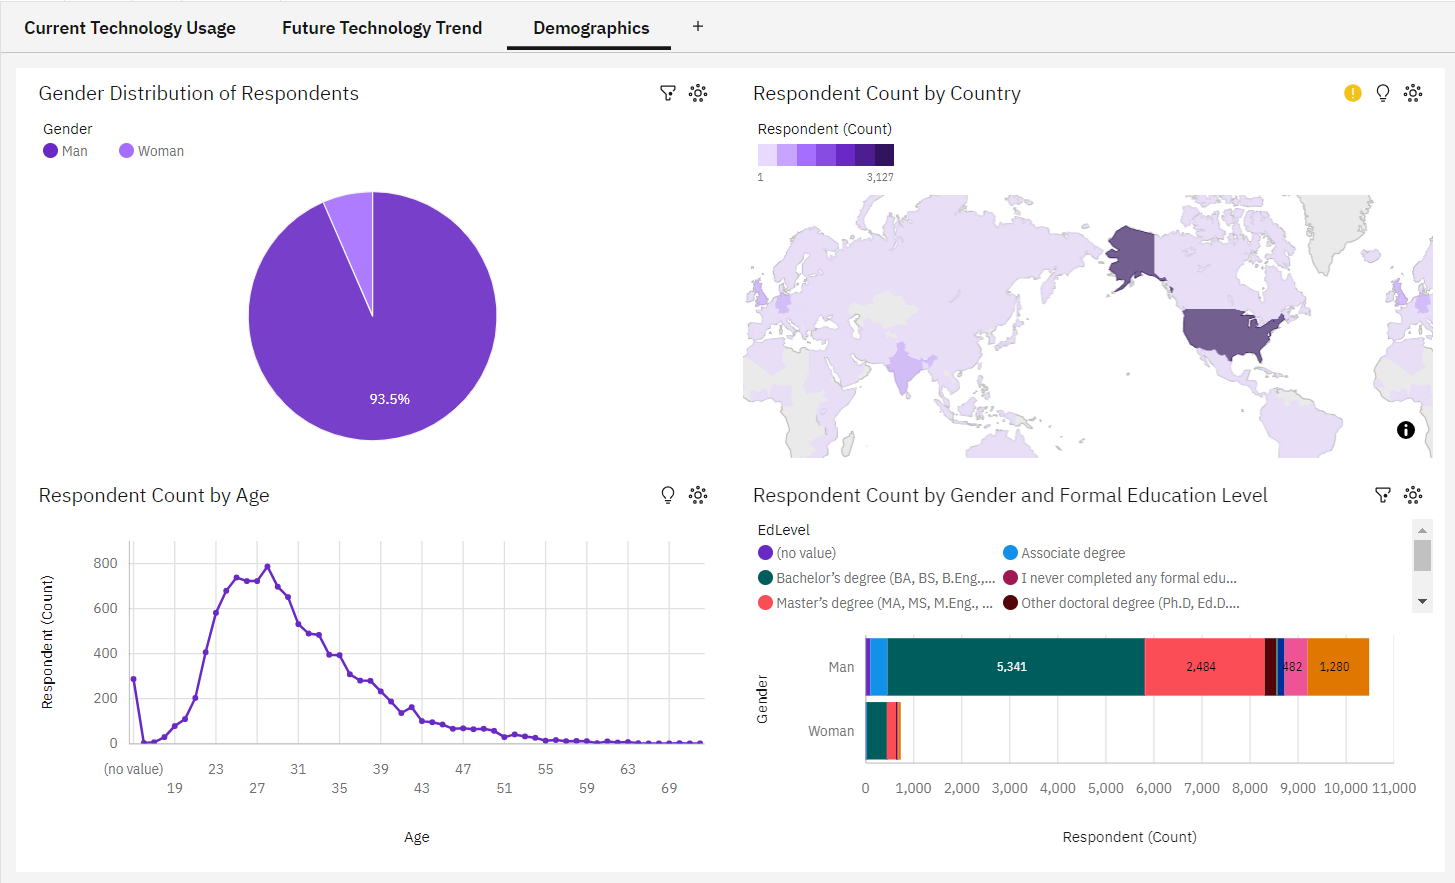 Current Technology Usage Future Technology Trend Demographics +
Gender Distribution of Respondents
Gender
Man Woman
93.5%
Respondent Count by Country
Respondent (Count)
1 3,127
Respondent Count by Age
Respondent (Count)
800
600
400
200
0
(no value) 23 31 39 47 55 63
19 27 35 43 51 59 69
Age
Respondent Count by Gender and Formal Education Level
EdLevel
(no value) Associate degree
Bachelor’s degree (BA, BS, B.Eng.,... I never completed any formal edu...
Master’s degree (MA, MS, M.Eng., ... Other doctoral degree (Ph.D, Ed.D....
Gender
Man 5,341 2,484 482 1,280
Woman
0 1,000 2,000 3,000 4,000 5,000 6,000 7,000 8,000 9,000 10,000 11,000
Respondent (Count)